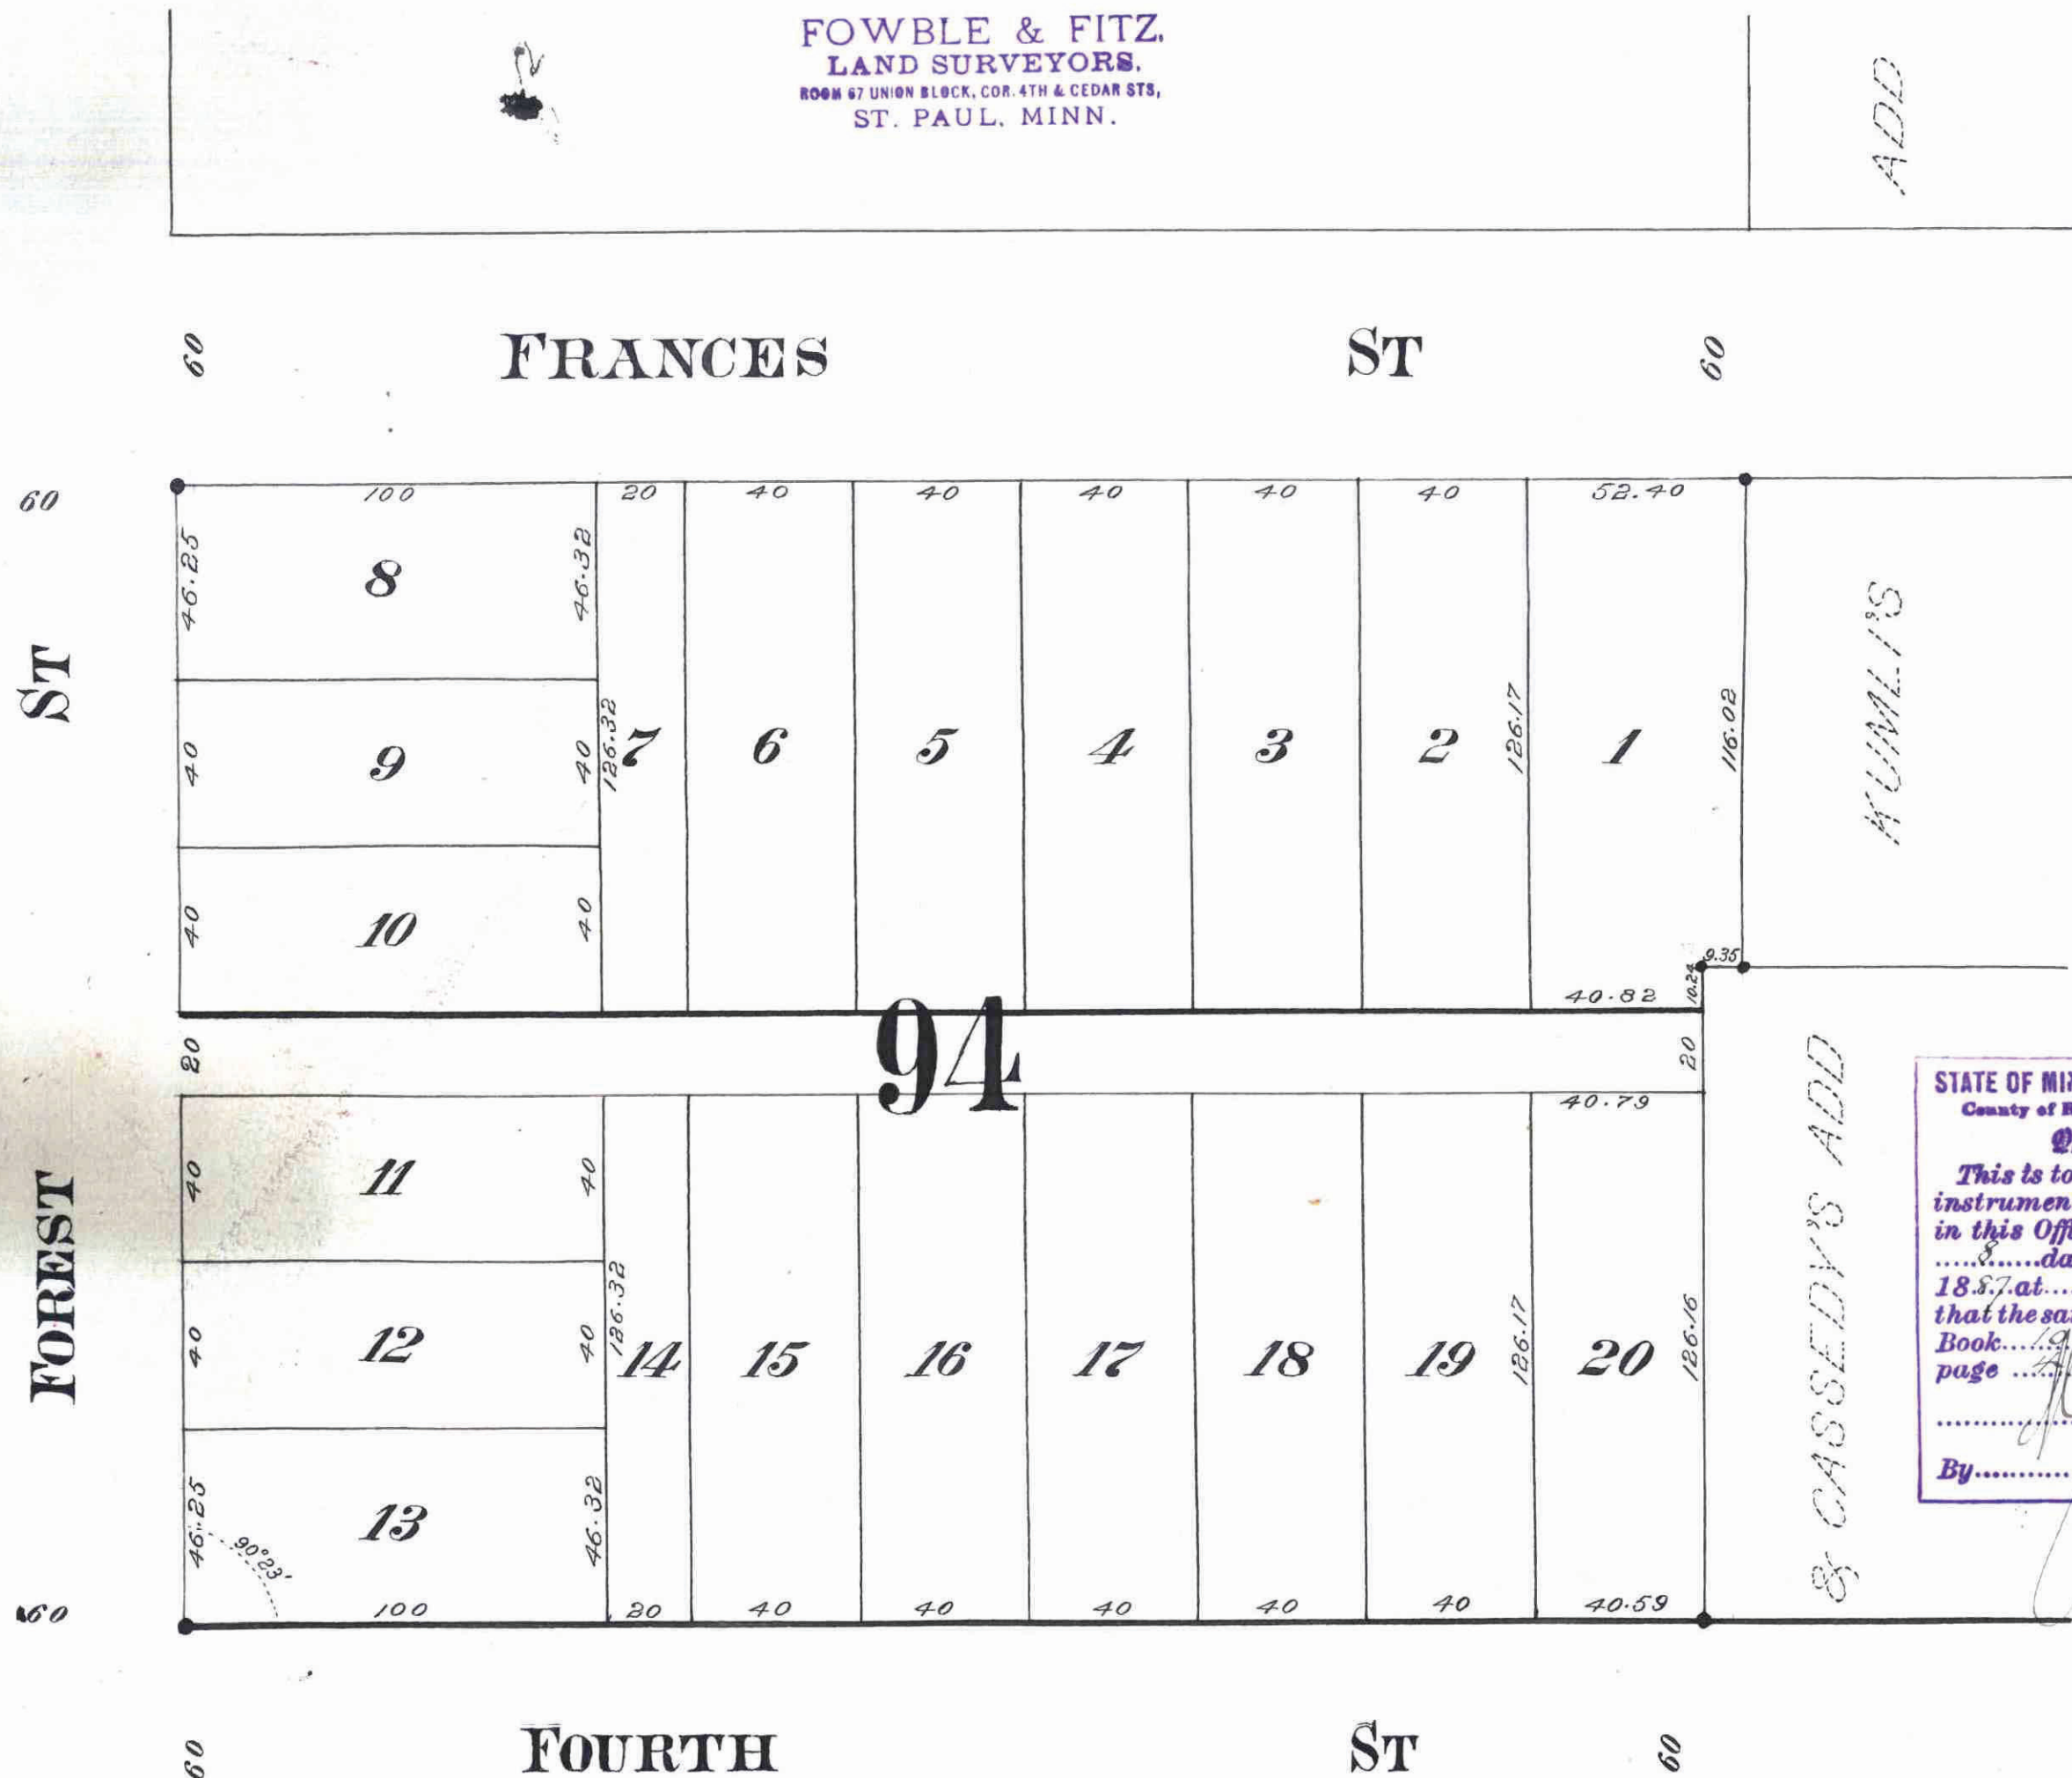 FOWBLE & FITZ.
LAND SURVEYORS.
ROOM 67 UNION BLOCK, COR. 4TH & CEDAR STS,
ST. PAUL, MINN.
ADD
60
FRANCES ST
60
60
100 20 40 40 40 40 40 52.40
46.25 8 46.32
ST
KUMLI'S
40 9 40
126.32 7 6 5 4 3 2 126.17 1 116.02
40 10 40
9.35
10.24
40.82
20 94 20
40.79
40 11 40
FOREST
& CASSEDY'S ADD
40 12 40
126.32 14 15 16 17 18 19 126.17 20 126.16
46.25 13 46.32
90°23'
60
100 20 40 40 40 40 40 40.59
FOURTH ST
60
60
STATE OF MI
County of
This is to
instrumen
in this Off
8 da
1887 at
that the sa
Book
page
By